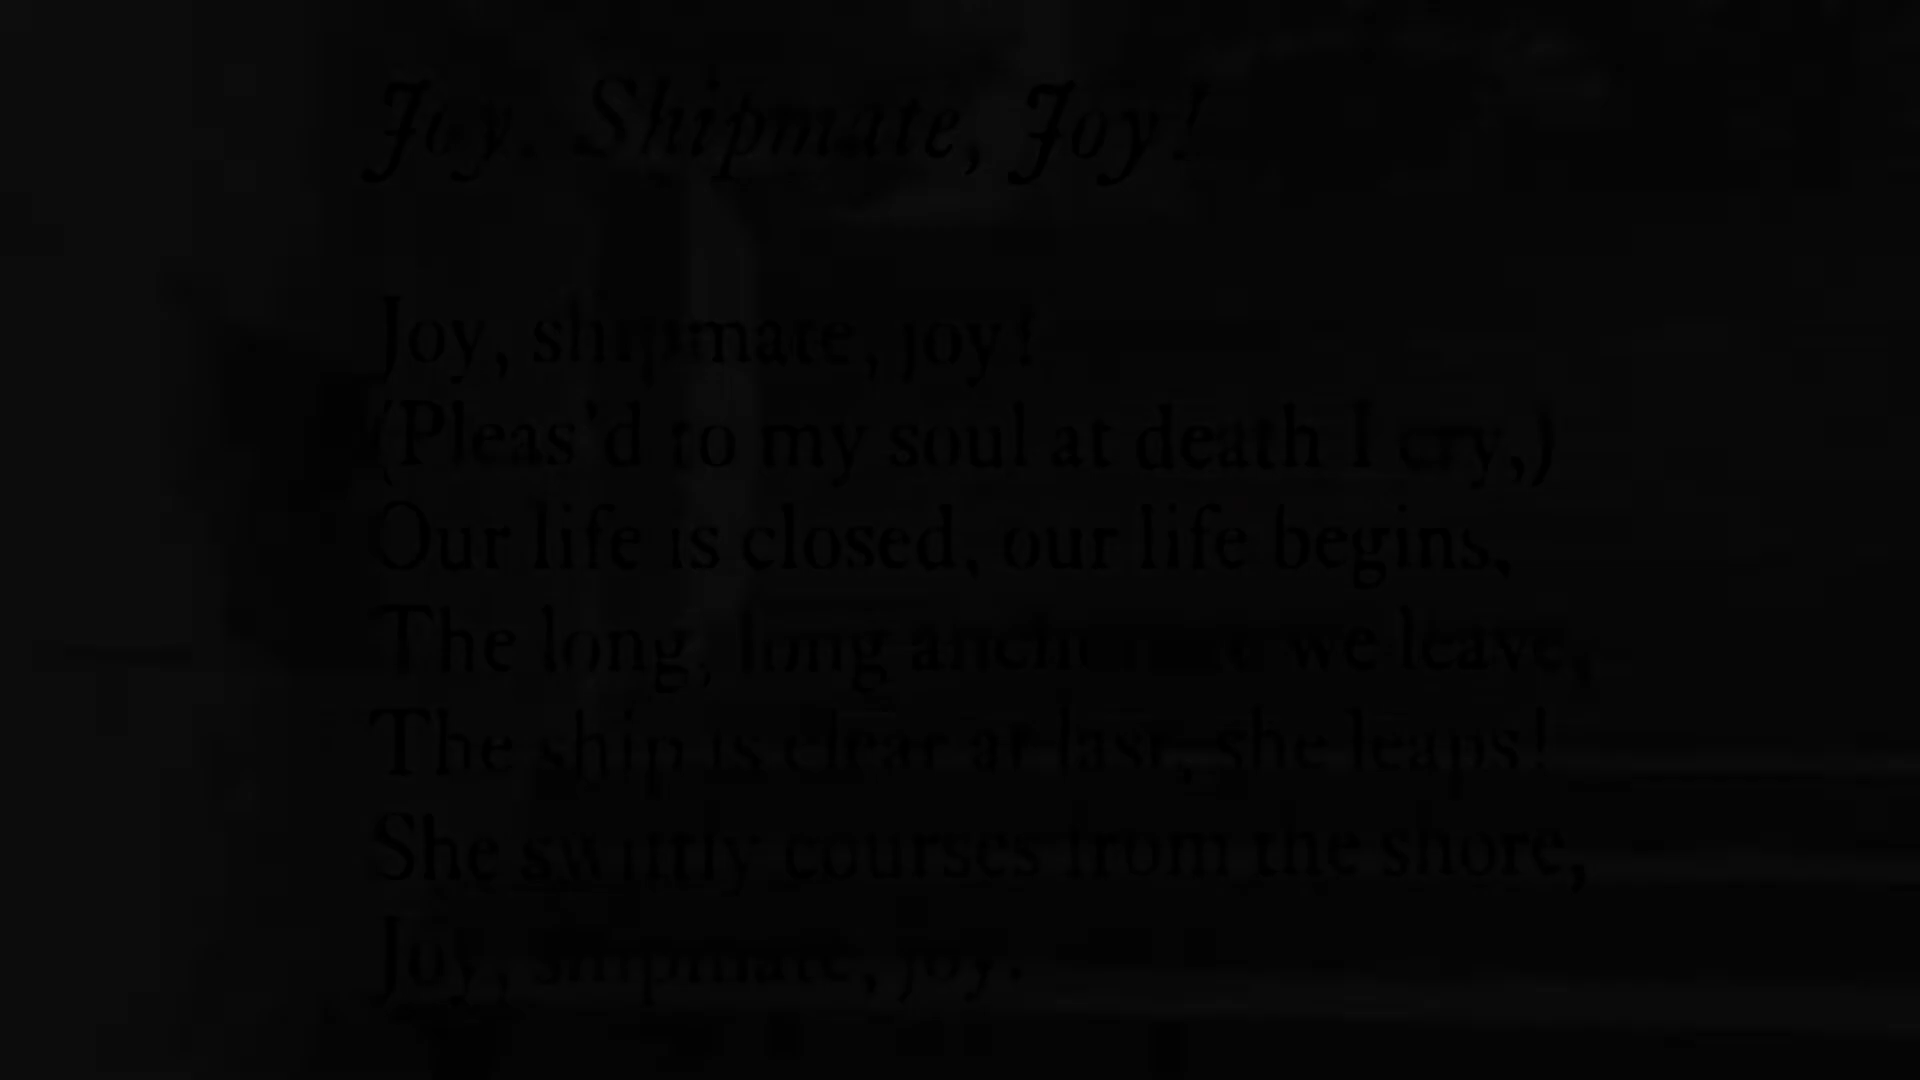 Joy, Shipmate, Joy!
Joy, shipmate, joy!
(Pleas'd to my soul at death I cry,)
Our life is closed, our life begins,
The long, long we leave,
The ship is clear at last, she leaps!
She swiftly courses from the shore,
Joy, shipmate, joy.